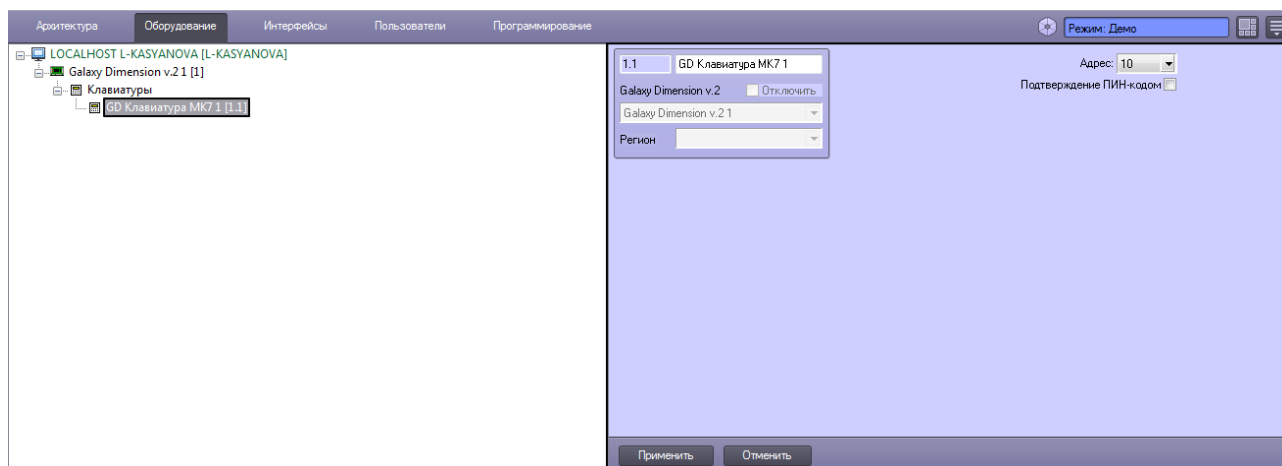 Архитектура Оборудование Интерфейсы Пользователи Программирование Режим: Демо
LOCALHOST L-KASYANOVA [L-KASYANOVA]
Galaxy Dimension v.2 1 [1]
Клавиатуры
GD Клавиатура МК7 1 [1.1]
1.1 GD Клавиатура МК7 1
Galaxy Dimension v.2 Отключить
Galaxy Dimension v.2 1
Регион
Адрес: 10
Подтверждение ПИН-кодом
Применить Отменить